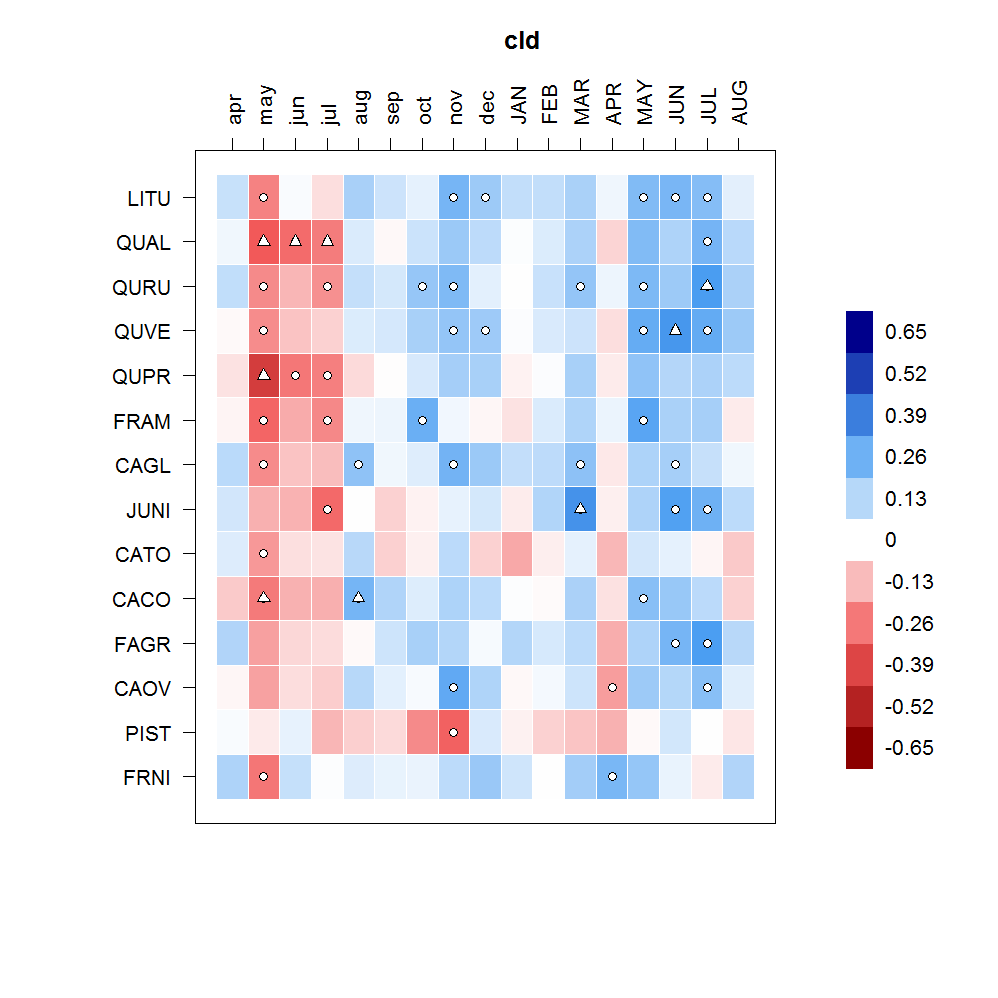 cld
apr may jun jul aug sep oct nov dec JAN FEB MAR APR MAY JUN JUL AUG
LITU
QUAL
QURU
QUVE
QUPR
FRAM
CAGL
JUNI
CATO
CACO
FAGR
CAOV
PIST
FRNI
0.65
0.52
0.39
0.26
0.13
0
-0.13
-0.26
-0.39
-0.52
-0.65